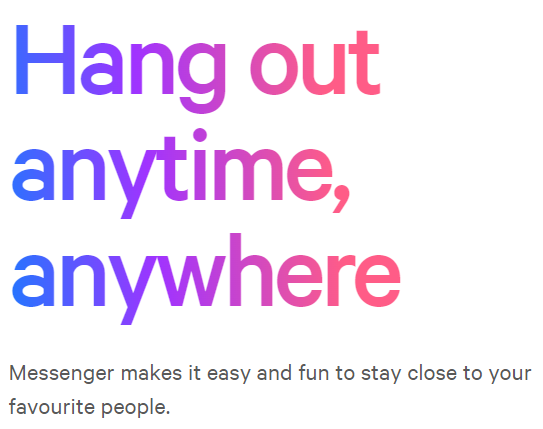 Hang out
anytime,
anywhere
Messenger makes it easy and fun to stay close to your
favourite people.